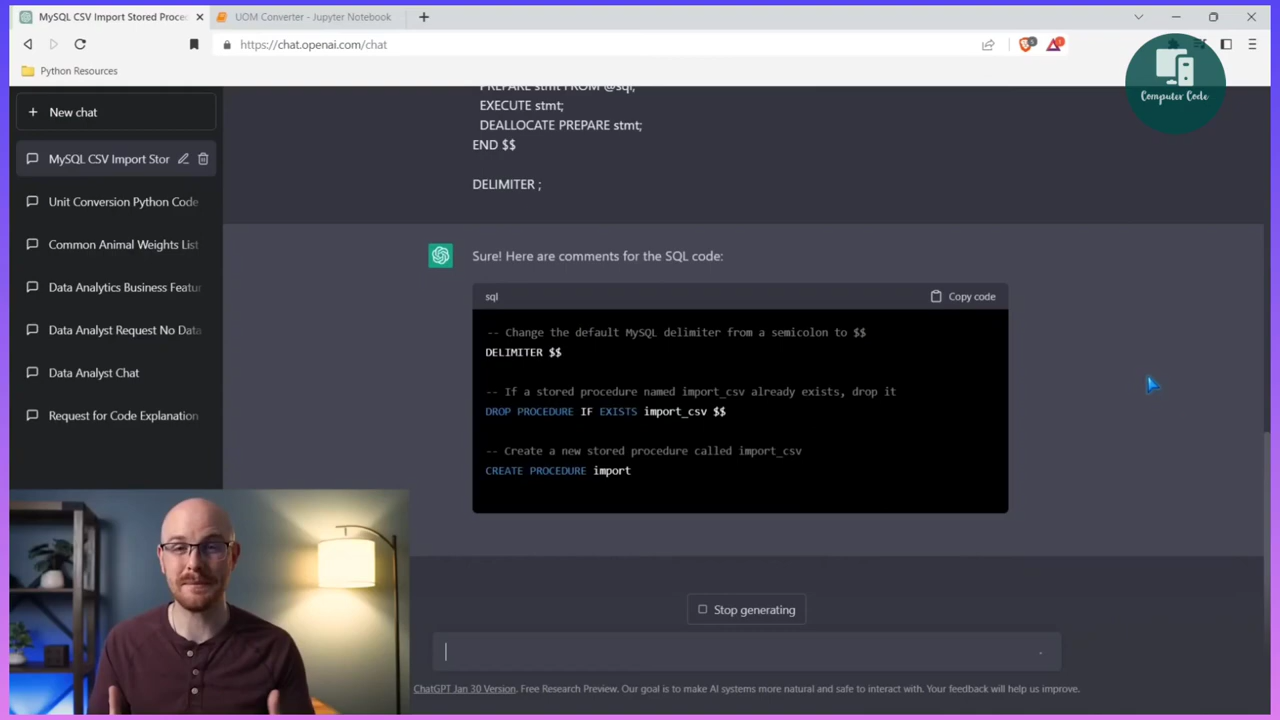 MySQL CSV Import Stored Proce
UOM Converter - Jupyter Notebook
https://chat.openai.com/chat
Python Resources
Computer Code
New chat
MySQL CSV Import Stor
Unit Conversion Python Code
Common Animal Weights List
Data Analytics Business Featur
Data Analyst Request No Data
Data Analyst Chat
Request for Code Explanation
PREPARE stmt FROM @sql;
EXECUTE stmt;
DEALLOCATE PREPARE stmt;
END $$
DELIMITER ;
Sure! Here are comments for the SQL code:
sql
Copy code
-- Change the default MySQL delimiter from a semicolon to $$
DELIMITER $$
-- If a stored procedure named import_csv already exists, drop it
DROP PROCEDURE IF EXISTS import_csv $$
-- Create a new stored procedure called import_csv
CREATE PROCEDURE import
Stop generating
ChatGPT Jan 30 Version. Free Research Preview. Our goal is to make AI systems more natural and safe to interact with. Your feedback will help us improve.